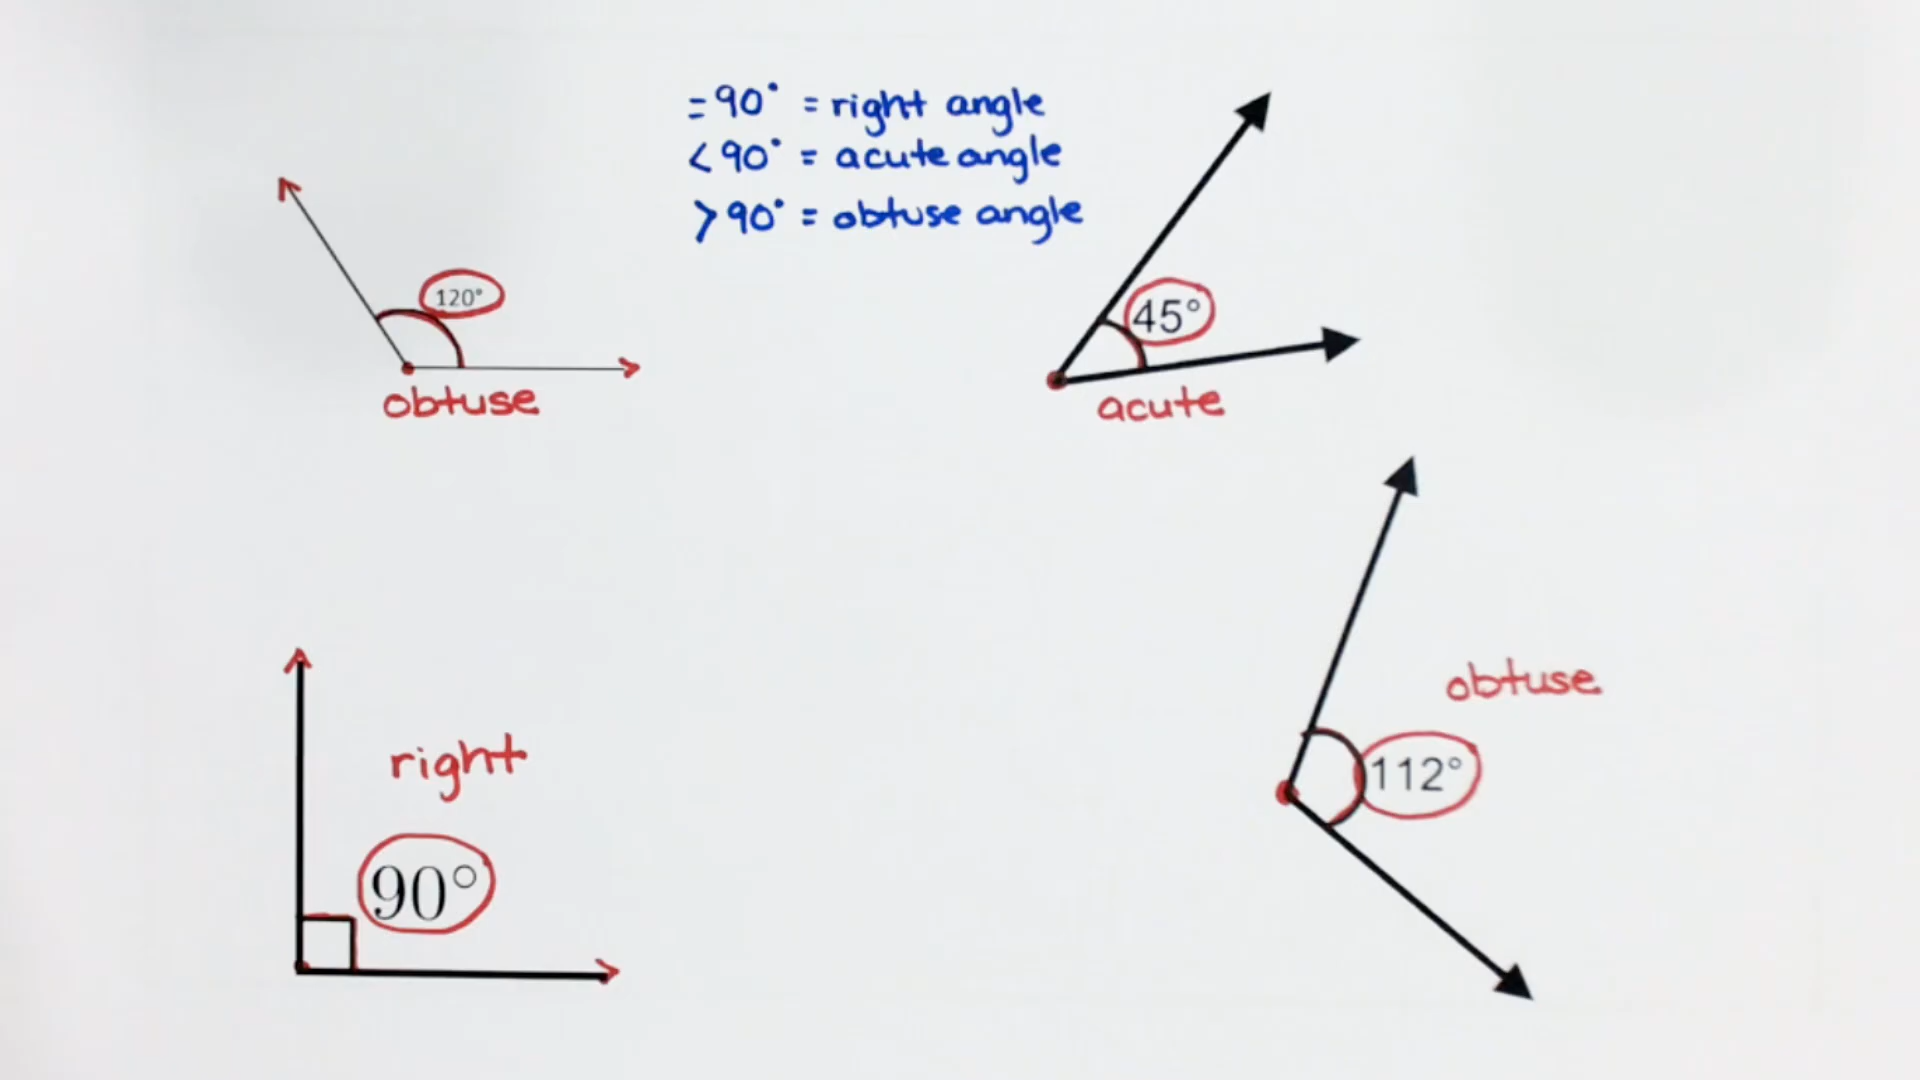 =90° = right angle
<90° = acute angle
>90° = obtuse angle
120°
obtuse
45°
acute
right
90°
obtuse
112°